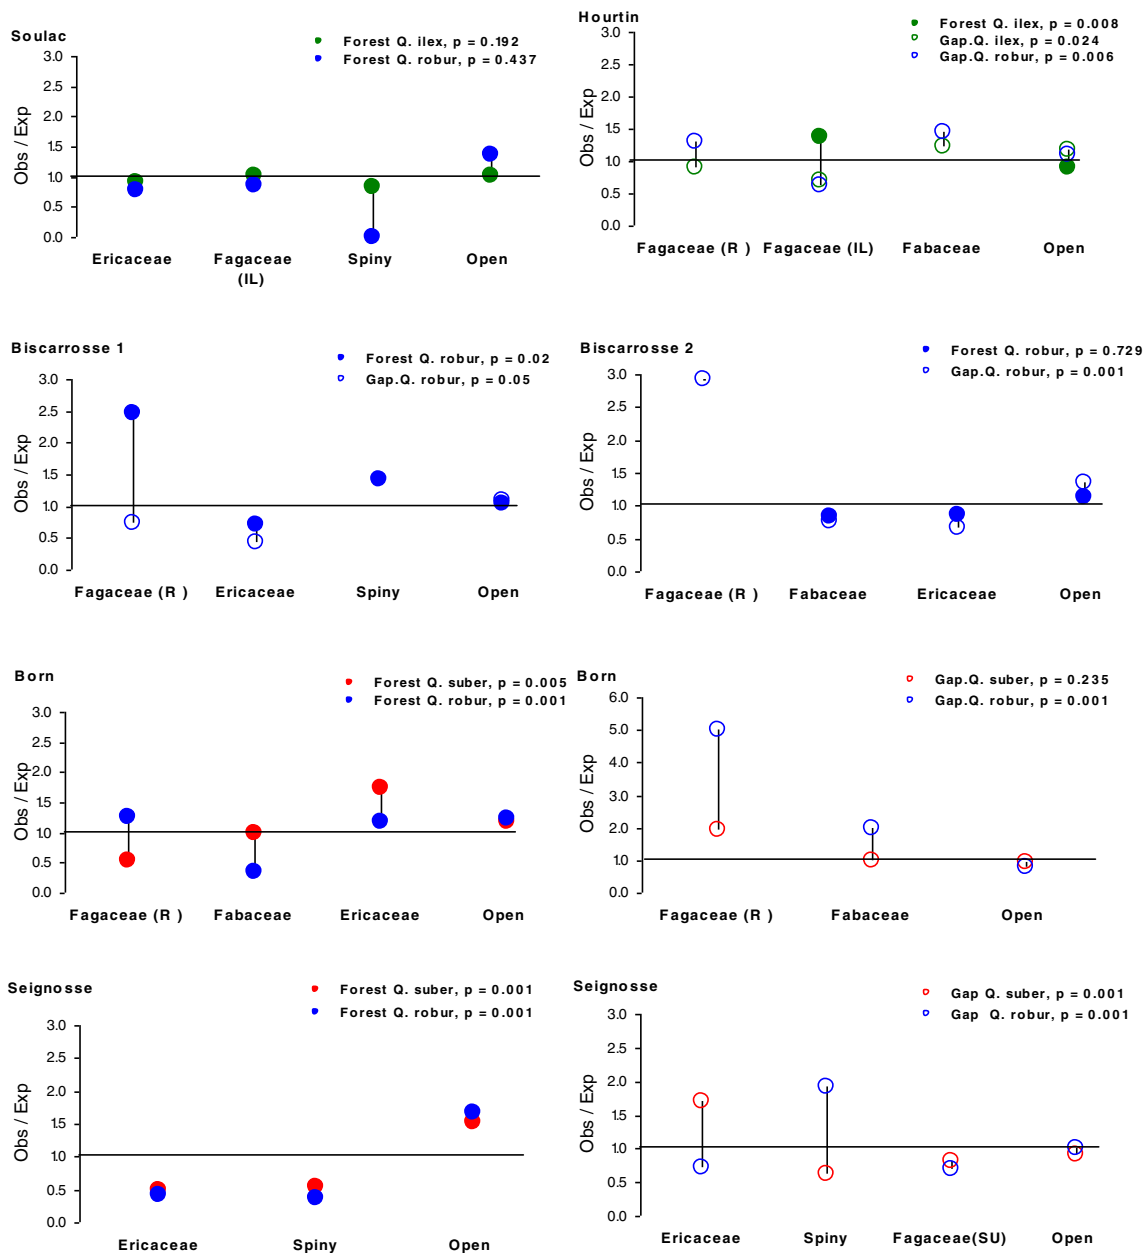 Soulac
Forest Q. ilex, p = 0.192
Forest Q. robur, p = 0.437
3.0
2.5
2.0
1.5
1.0
0.5
0.0
Obs / Exp
Ericaceae
Fagaceae (IL)
Spiny
Open
Hourtin
Forest Q. ilex, p = 0.008
Gap.Q. ilex, p = 0.024
Gap.Q. robur, p = 0.006
3.0
2.5
2.0
1.5
1.0
0.5
0.0
Obs / Exp
Fagaceae (R )
Fagaceae (IL)
Fabaceae
Open
Biscarrosse 1
Forest Q. robur, p = 0.02
Gap.Q. robur, p = 0.05
3.0
2.5
2.0
1.5
1.0
0.5
0.0
Obs / Exp
Fagaceae (R )
Ericaceae
Spiny
Open
Biscarrosse 2
Forest Q. robur, p = 0.729
Gap.Q. robur, p = 0.001
3.0
2.5
2.0
1.5
1.0
0.5
0.0
Obs / Exp
Fagaceae (R )
Fabaceae
Ericaceae
Open
Born
Forest Q. suber, p = 0.005
Forest Q. robur, p = 0.001
3.0
2.5
2.0
1.5
1.0
0.5
0.0
Obs / Exp
Fagaceae (R )
Fabaceae
Ericaceae
Open
Born
Gap.Q. suber, p = 0.235
Gap.Q. robur, p = 0.001
6.0
5.0
4.0
3.0
2.0
1.0
0.0
Obs / Exp
Fagaceae (R )
Fabaceae
Open
Seignosse
Forest Q. suber, p = 0.001
Forest Q. robur, p = 0.001
3.0
2.5
2.0
1.5
1.0
0.5
0.0
Obs / Exp
Ericaceae
Spiny
Open
Seignosse
Gap Q. suber, p = 0.001
Gap Q. robur, p = 0.001
3.0
2.5
2.0
1.5
1.0
0.5
0.0
Obs / Exp
Ericaceae
Spiny
Fagaceae(SU)
Open